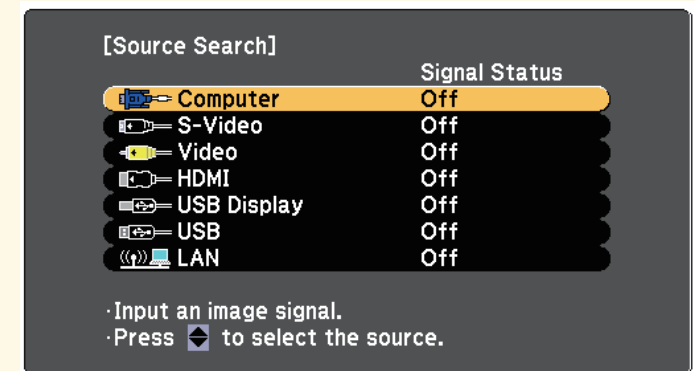 [Source Search]
Signal Status
Computer Off
S-Video Off
Video Off
HDMI Off
USB Display Off
USB Off
LAN Off
·Input an image signal.
·Press to select the source.